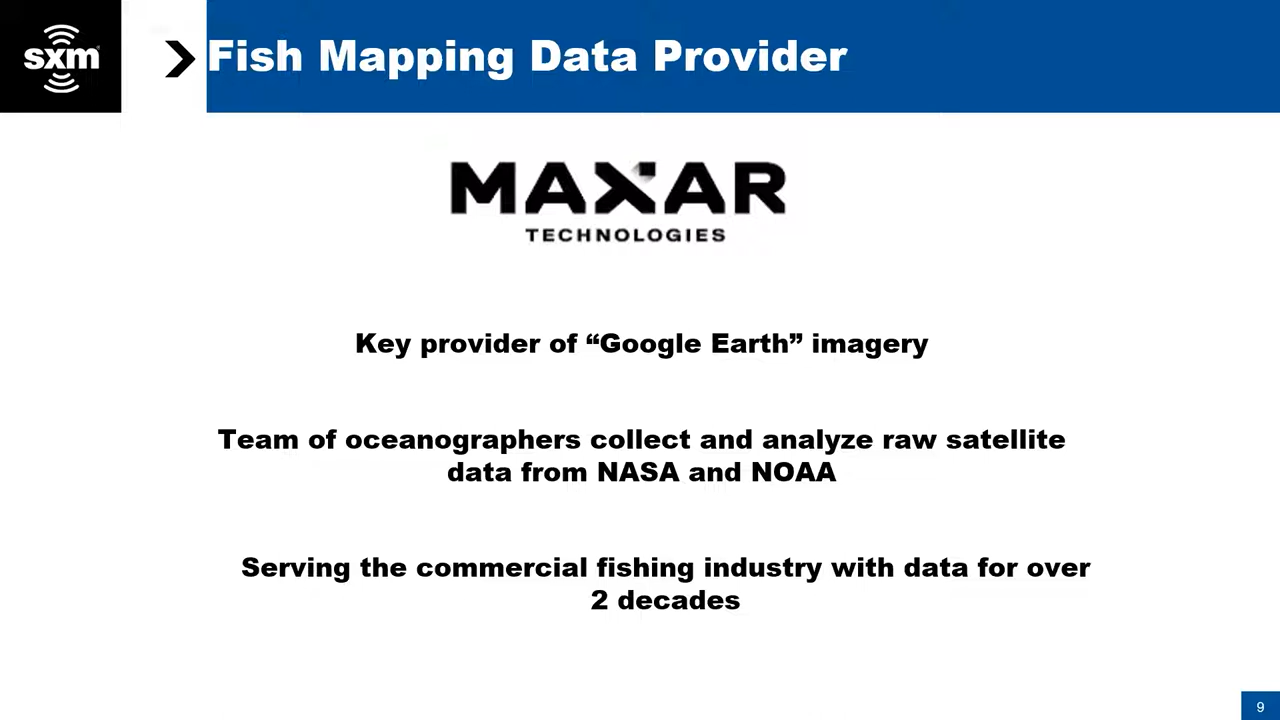 sxm
Fish Mapping Data Provider
MAXAR
TECHNOLOGIES
Key provider of “Google Earth” imagery
Team of oceanographers collect and analyze raw satellite
data from NASA and NOAA
Serving the commercial fishing industry with data for over
2 decades
9